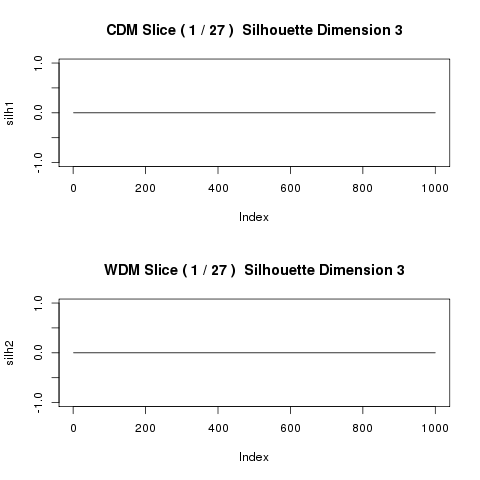 CDM Slice ( 1 / 27 )  Silhouette Dimension 3
silh1
1.0
0.0
-1.0
0 200 400 600 800 1000
Index
WDM Slice ( 1 / 27 )  Silhouette Dimension 3
silh2
1.0
0.0
-1.0
0 200 400 600 800 1000
Index